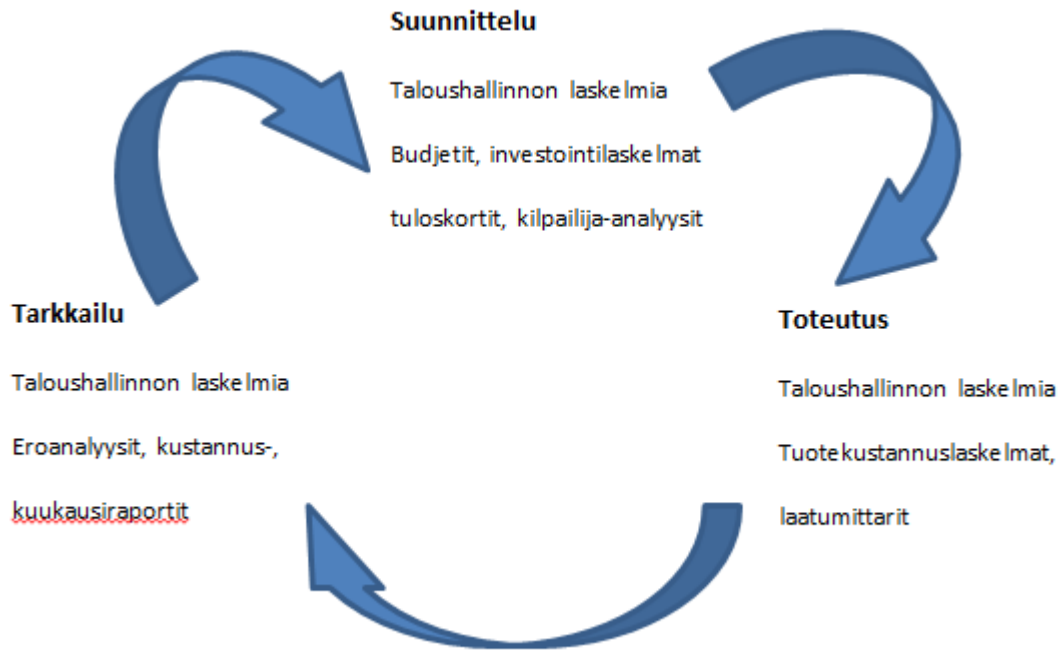 Suunnittelu
Taloushallinnon laskelmia
Budjetit, investointilaskelmat
tuloskortit, kilpailija-analyysit
Tarkkailu
Taloushallinnon laskelmia
Eroanalyysit, kustannus-,
kuukausiraportit
Toteutus
Taloushallinnon laskelmia
Tuotekustannuslaskelmat,
laatumittarit